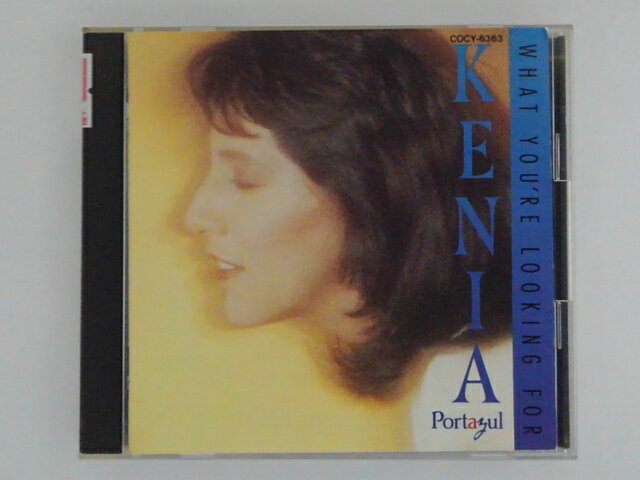 COCY-6363
KENIA
Portazul
WHAT YOU'RE LOOKING FOR